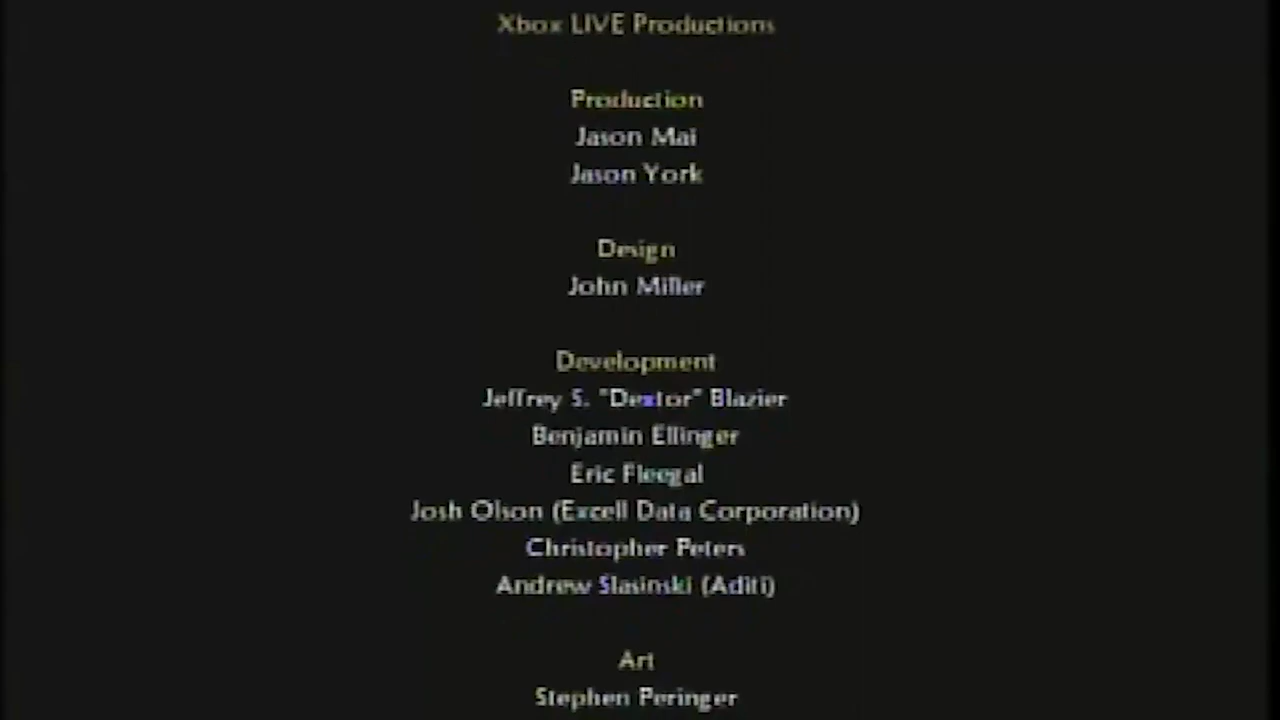 Xbox LIVE Productions
Production
Jason Mai
Jason York
Design
John Miller
Development
Jeffrey S. "Dextor" Blazier
Benjamin Ellinger
Eric Fleegal
Josh Olson (Excell Data Corporation)
Christopher Peters
Andrew Slasinski (Aditi)
Art
Stephen Peringer